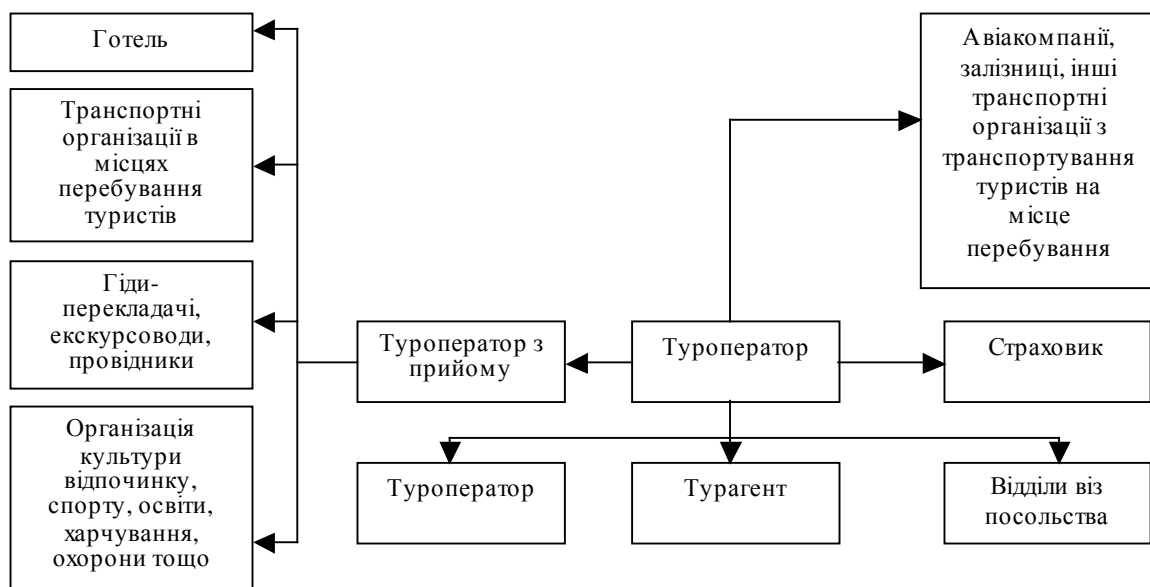 Готель
Транспортні
організації в
місцях
перебування
туристів
Гіди-
перекладачі,
екскурсоводи,
провідники
Організація
культури
відпочинку,
спорту, освіти,
харчування,
охорони тощо
Туроператор з
прийому
Туроператор
Авіакомпанії,
залізниці, інші
транспортні
організації з
транспортування
туристів на
місце
перебування
Страховик
Туроператор
Турагент
Відділи віз
посольства